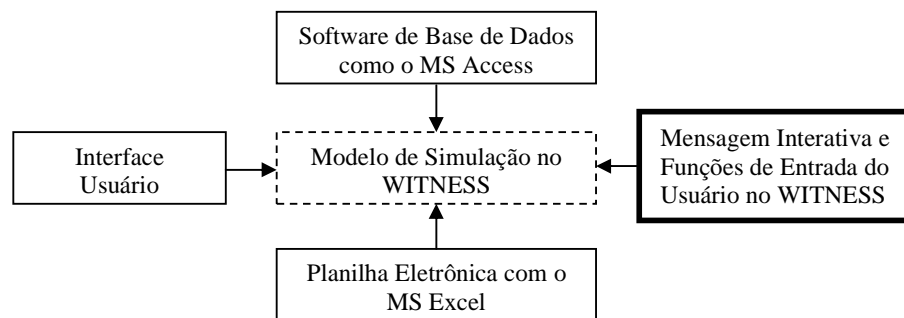 Software de Base de Dados
como o MS Access
Interface
Usuário
Modelo de Simulação no
WITNESS
Mensagem Interativa e
Funções de Entrada do
Usuário no WITNESS
Planilha Eletrônica com o
MS Excel